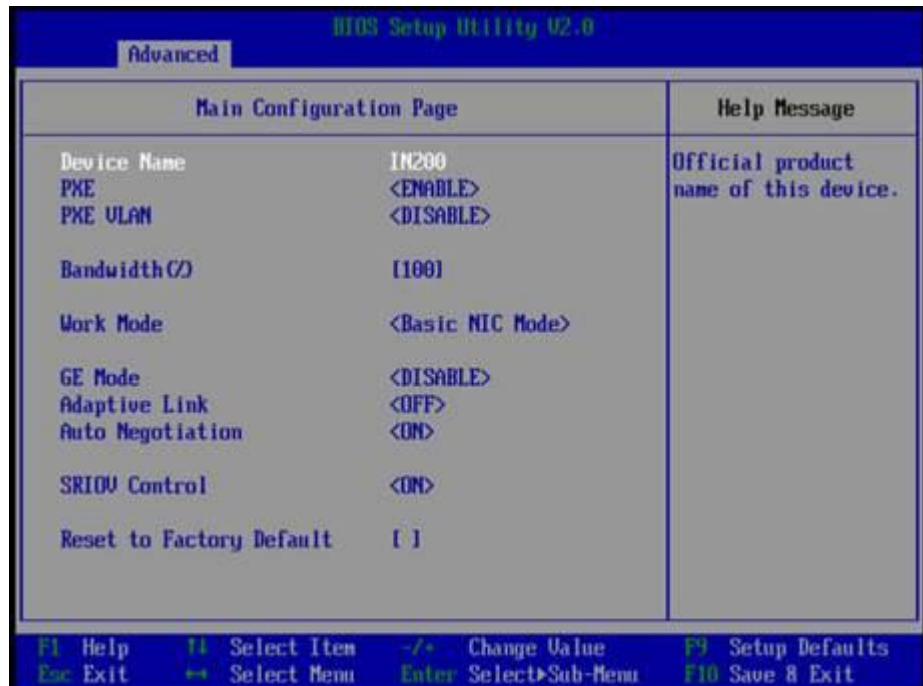 BIOS Setup Utility V2.0
Advanced
Main Configuration Page
Help Message
Device Name IN200
PXE <ENABLE>
PXE VLAN <DISABLE>
Bandwidth(%) [100]
Work Mode <Basic NIC Mode>
GE Mode <DISABLE>
Adaptive Link <OFF>
Auto Negotiation <ON>
SRIOV Control <ON>
Reset to Factory Default [ ]
Official product
name of this device.
F1 Help ↑↓ Select Item -/+ Change Value F9 Setup Defaults
Esc Exit ↔ Select Menu Enter Select▶Sub-Menu F10 Save & Exit